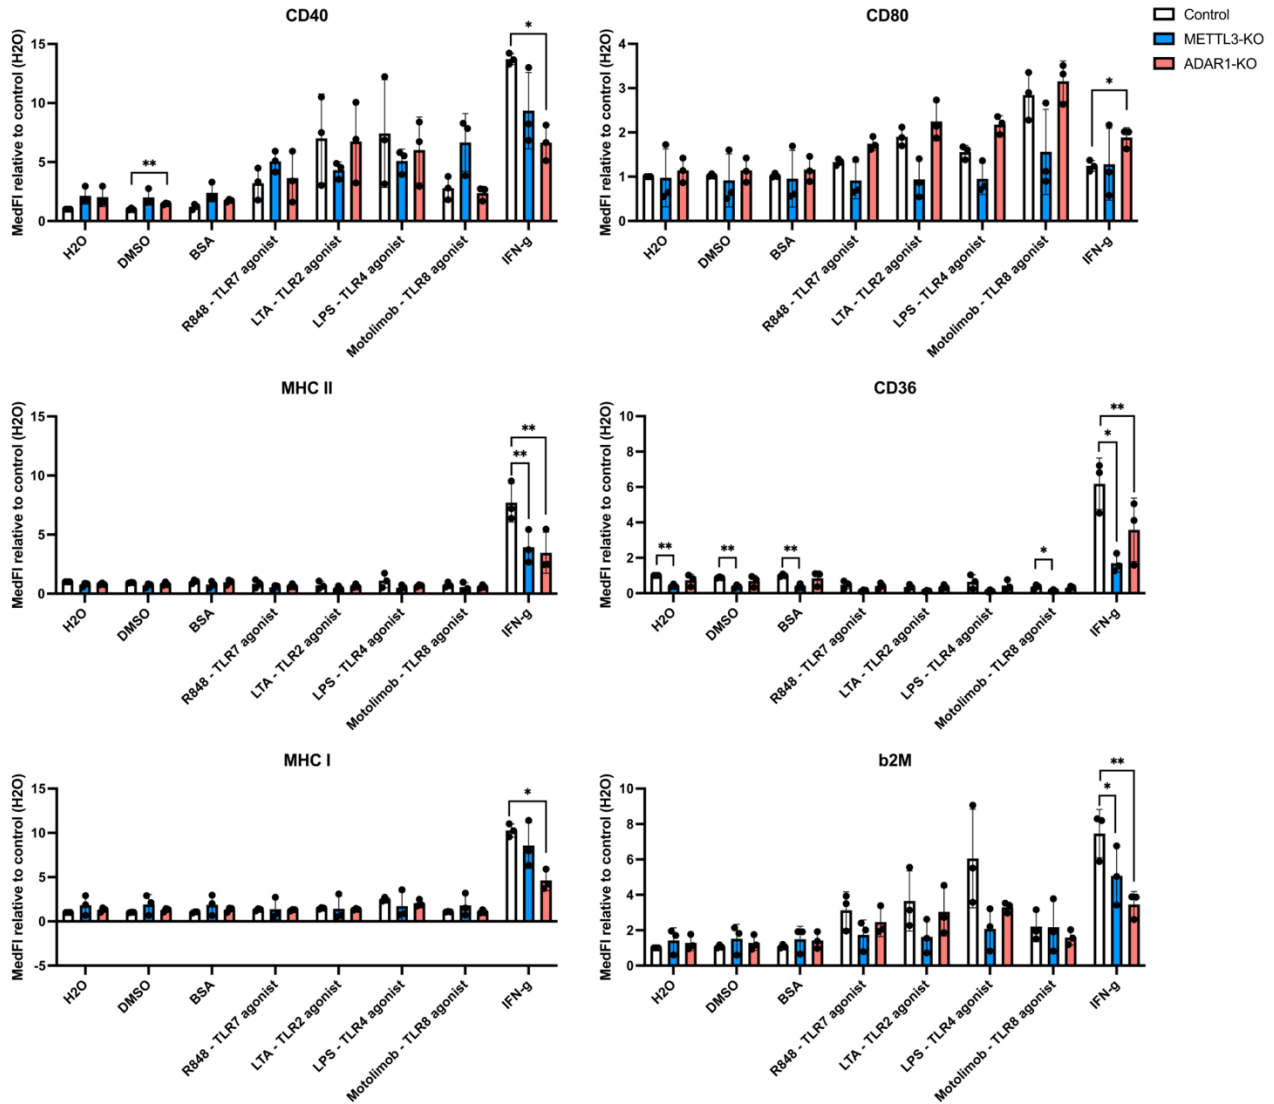 CD40
MedFI relative to control (H2O)
15
10
5
0
**
*
H2O
DMSO
BSA
R848 - TLR7 agonist
LTA - TLR2 agonist
LPS - TLR4 agonist
Motolimob - TLR8 agonist
IFN-g
CD80
MedFI relative to control (H2O)
4
3
2
1
0
*
H2O
DMSO
BSA
R848 - TLR7 agonist
LTA - TLR2 agonist
LPS - TLR4 agonist
Motolimob - TLR8 agonist
IFN-g
Control
METTL3-KO
ADAR1-KO
MHC II
MedFI relative to control (H2O)
15
10
5
0
**
**
H2O
DMSO
BSA
R848 - TLR7 agonist
LTA - TLR2 agonist
LPS - TLR4 agonist
Motolimob - TLR8 agonist
IFN-g
CD36
MedFI relative to control (H2O)
10
8
6
4
2
0
**
**
**
*
*
**
H2O
DMSO
BSA
R848 - TLR7 agonist
LTA - TLR2 agonist
LPS - TLR4 agonist
Motolimob - TLR8 agonist
IFN-g
MHC I
MedFI relative to control (H2O)
15
10
5
0
-5
*
H2O
DMSO
BSA
R848 - TLR7 agonist
LTA - TLR2 agonist
LPS - TLR4 agonist
Motolimob - TLR8 agonist
IFN-g
b2M
MedFI relative to control (H2O)
10
8
6
4
2
0
*
**
H2O
DMSO
BSA
R848 - TLR7 agonist
LTA - TLR2 agonist
LPS - TLR4 agonist
Motolimob - TLR8 agonist
IFN-g